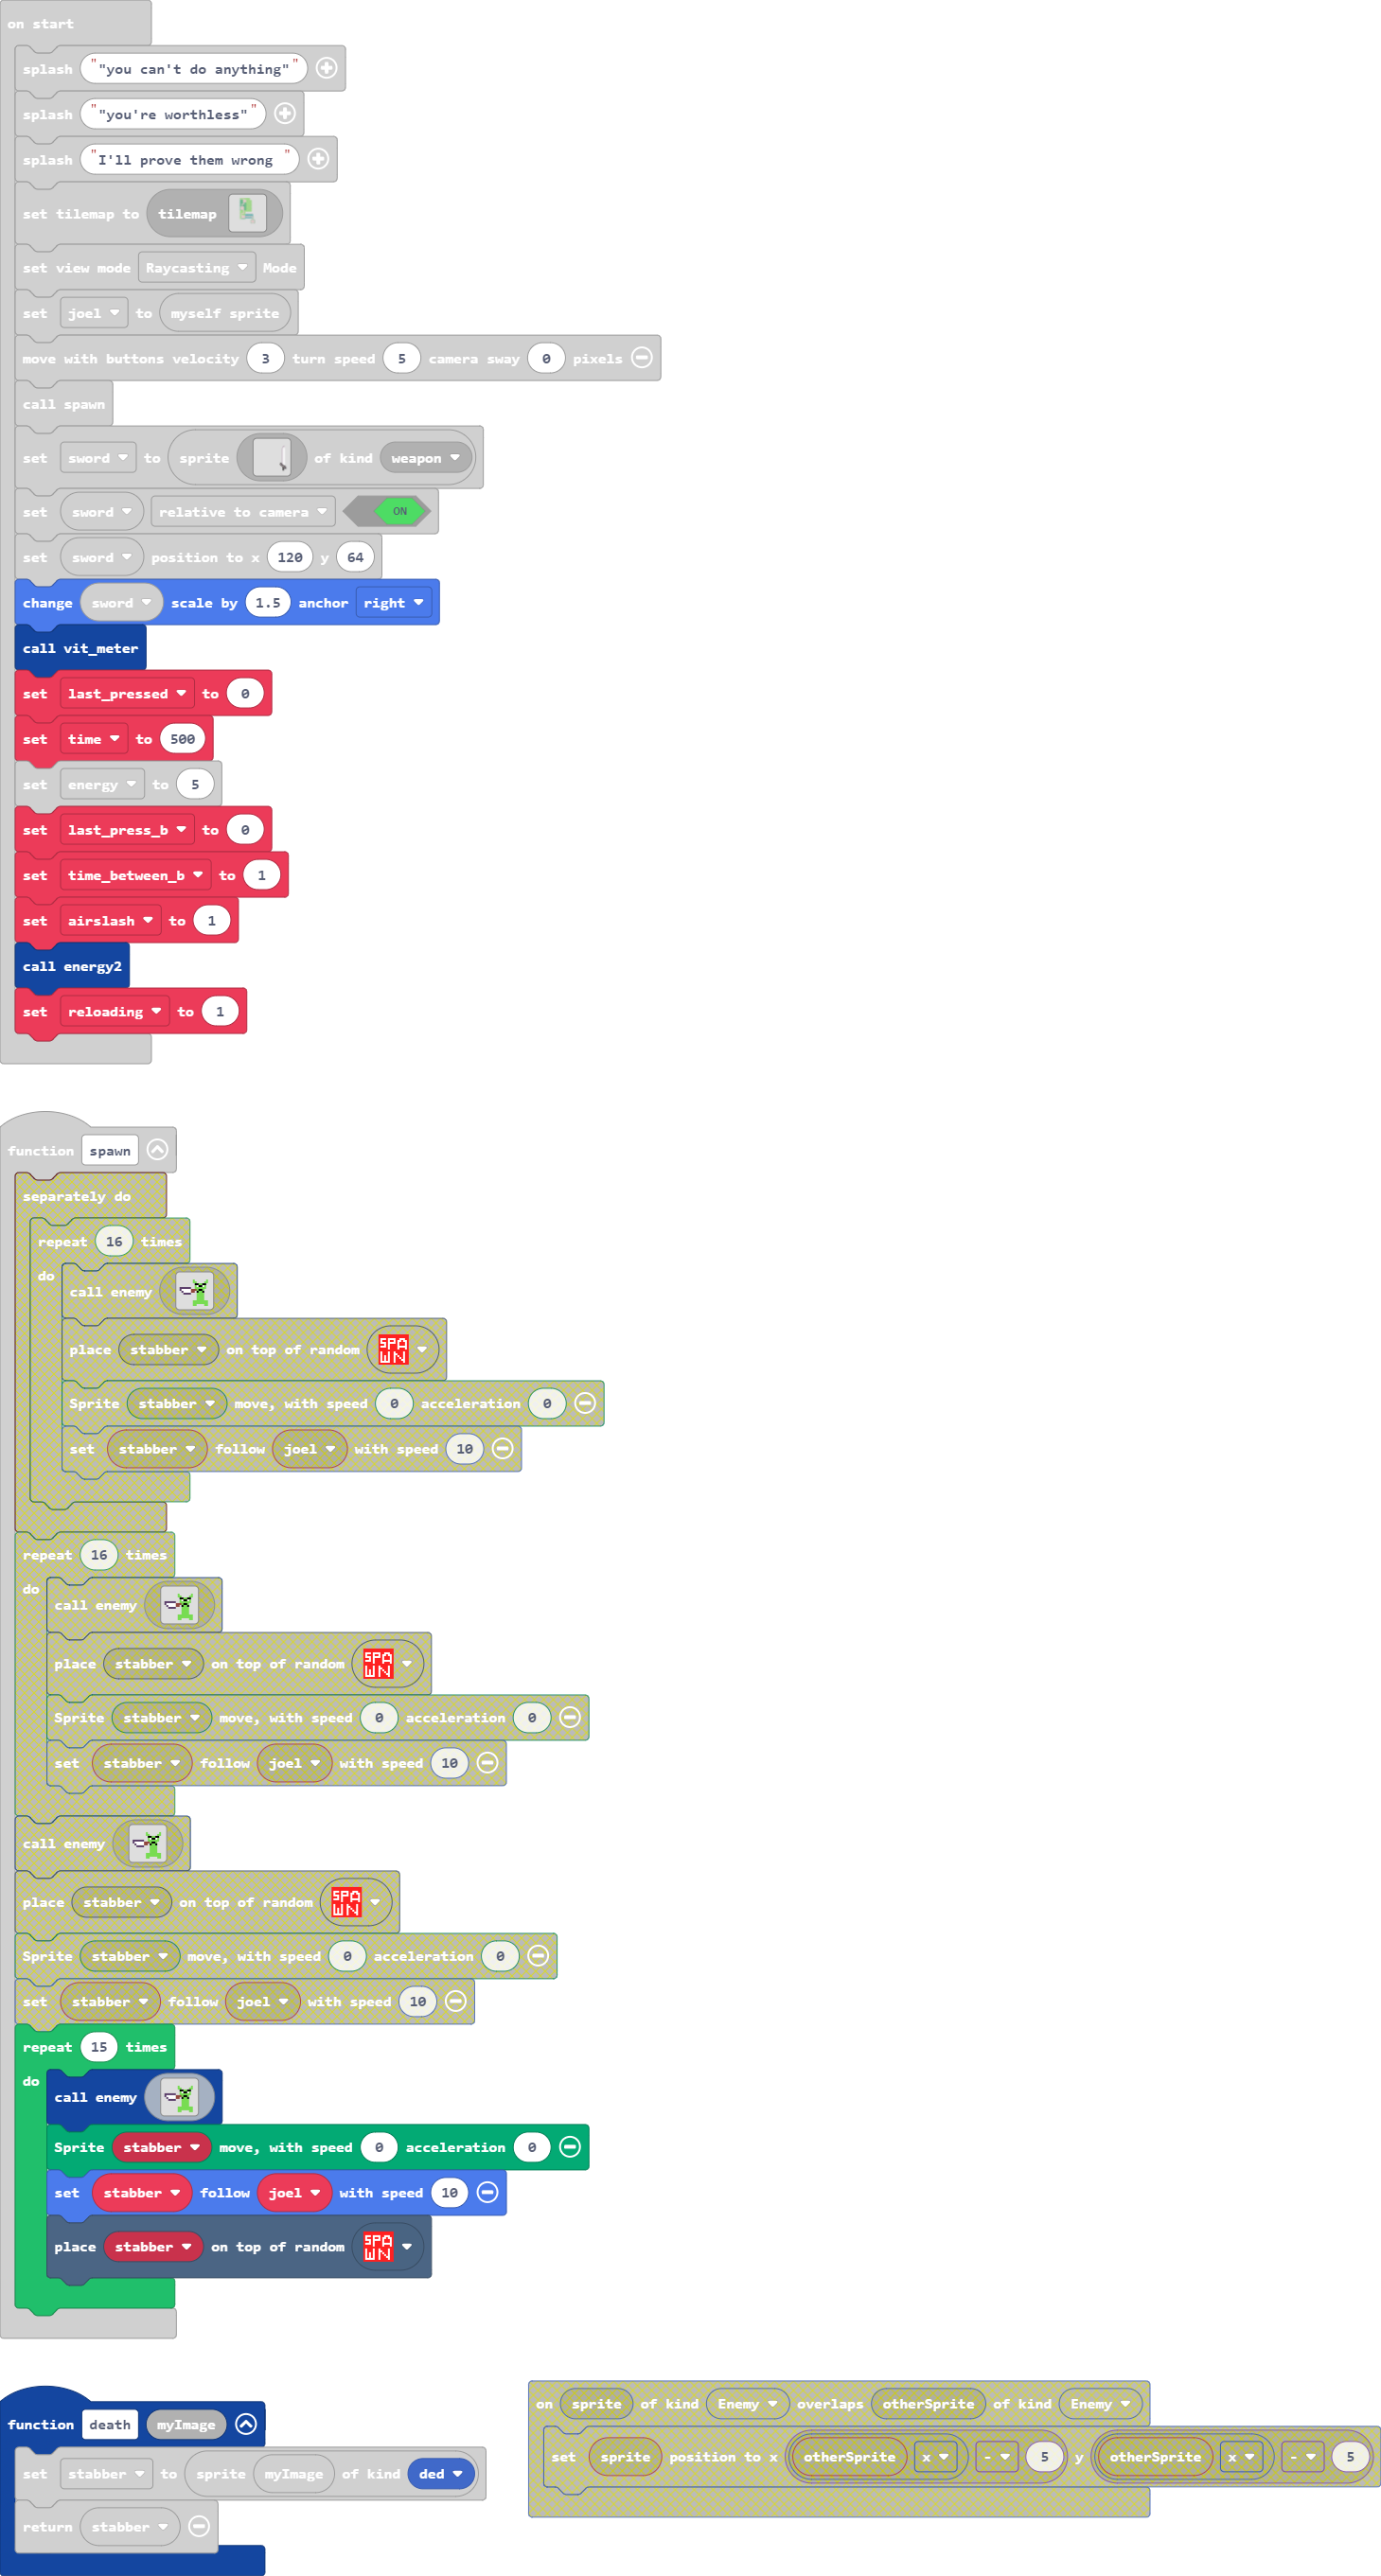 on start
splash ""you can't do anything""
splash ""you're worthless""
splash "I'll prove them wrong "
set tilemap to tilemap
set view mode Raycasting Mode
set joel to myself sprite
move with buttons velocity 3 turn speed 5 camera sway 0 pixels
call spawn
set sword to sprite of kind weapon
set sword relative to camera ON
set sword position to x 120 y 64
change sword scale by 1.5 anchor right
call vit_meter
set last_pressed to 0
set time to 500
set energy to 5
set last_press_b to 0
set time_between_b to 1
set airslash to 1
call energy2
set reloading to 1
function spawn
separately do
repeat 16 times
do
call enemy
place stabber on top of random SPAWN
Sprite stabber move, with speed 0 acceleration 0
set stabber follow joel with speed 10
repeat 16 times
do
call enemy
place stabber on top of random SPAWN
Sprite stabber move, with speed 0 acceleration 0
set stabber follow joel with speed 10
call enemy
place stabber on top of random SPAWN
Sprite stabber move, with speed 0 acceleration 0
set stabber follow joel with speed 10
repeat 15 times
do
call enemy
Sprite stabber move, with speed 0 acceleration 0
set stabber follow joel with speed 10
place stabber on top of random SPAWN
function death myImage
set stabber to sprite myImage of kind ded
return stabber
on sprite of kind Enemy overlaps otherSprite of kind Enemy
set sprite position to x otherSprite x - 5 y otherSprite x - 5